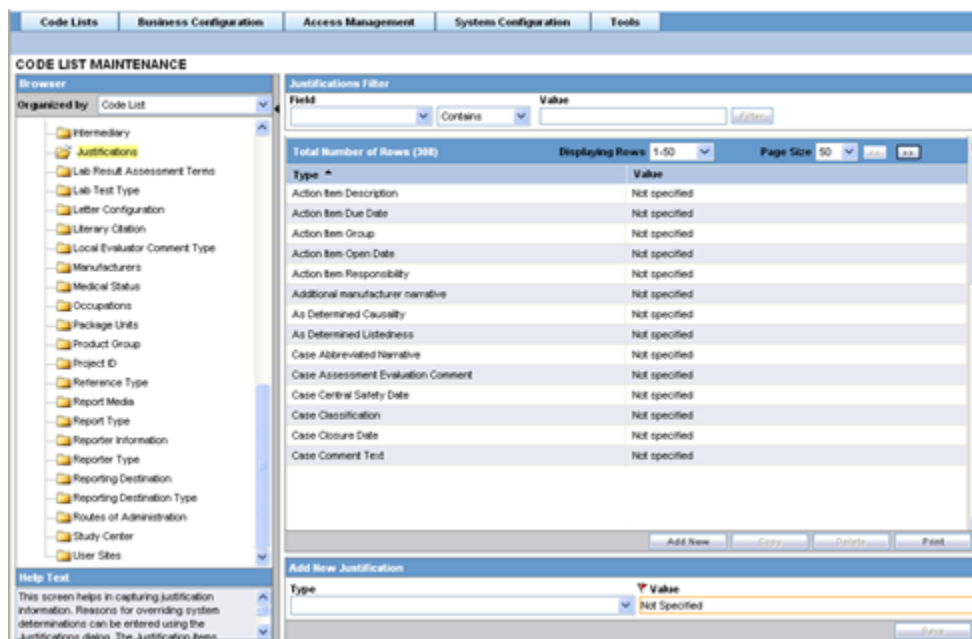 Code Lists Business Configuration Access Management System Configuration Tools
CODE LIST MAINTENANCE
Browser
Organized by Code List
Intermediary
Justifications
Lab Result Assessment Terms
Lab Test Type
Letter Configuration
Literary Citation
Local Evaluator Comment Type
Manufacturers
Medical Status
Occupations
Package Units
Product Group
Project ID
Reference Type
Report Media
Report Type
Reporter Information
Reporter Type
Reporting Destination
Reporting Destination Type
Routes of Administration
Study Center
User Sites
Help Text
This screen helps in capturing justification
information. Reasons for overriding system
determinations can be entered using the
Justifications dialog. The Justification items
Justifications Filter
Field Value
Contains Filter
Total Number of Rows (308) Displaying Rows 1-50 Page Size 50 << >>
Type Value
Action Item Description Not specified
Action Item Due Date Not specified
Action Item Group Not specified
Action Item Open Date Not specified
Action Item Responsibility Not specified
Additional manufacturer narrative Not specified
As Determined Causality Not specified
As Determined Listedness Not specified
Case Abbreviated Narrative Not specified
Case Assessment Evaluation Comment Not specified
Case Central Safety Date Not specified
Case Classification Not specified
Case Closure Date Not specified
Case Comment Text Not specified
Add New Copy Delete Print
Add New Justification
Type Value
Not Specified
Save